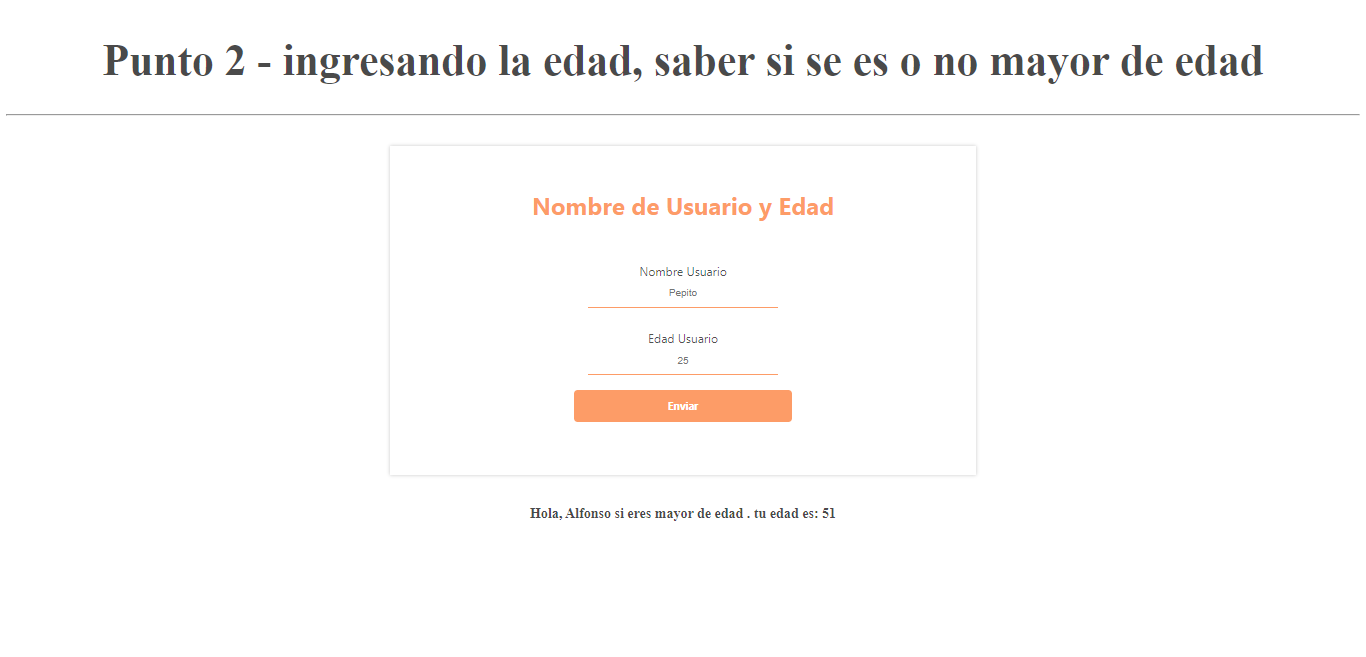 Punto 2 - ingresando la edad, saber si se es o no mayor de edad
Nombre de Usuario y Edad
Nombre Usuario
Pepito
Edad Usuario
25
Enviar
Hola, Alfonso si eres mayor de edad . tu edad es: 51